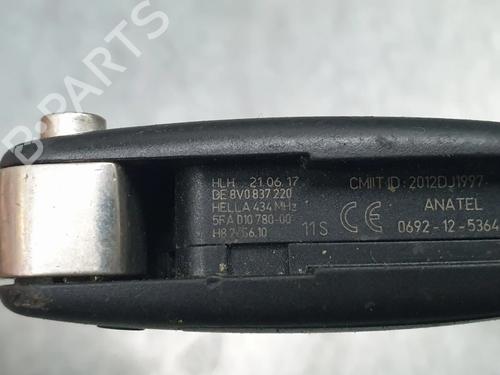 B-PARTS
HLH 21.06.17
DE 8V0 837 220
HELLA 434 MHz
5FA 010 780-00
11S
CMIIT ID: 2012DJ1997
CE
ANATEL
0692-12-5364